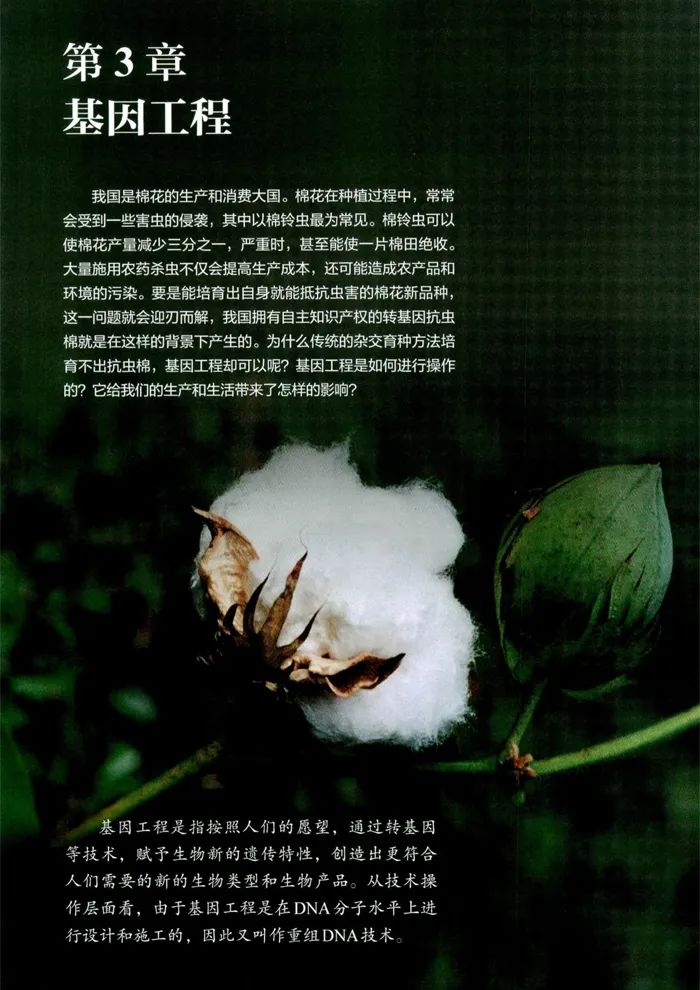 第3章
基因工程
我国是棉花的生产和消费大国。棉花在种植过程中，常常
会受到一些害虫的侵袭，其中以棉铃虫最为常见。棉铃虫可以
使棉花产量减少三分之一，严重时，甚至能使一片棉田绝收。
大量施用农药杀虫不仅会提高生产成本，还可能造成农产品和
环境的污染。要是能培育出自身就能抵抗虫害的棉花新品种，
这一问题就会迎刃而解，我国拥有自主知识产权的转基因抗虫
棉就是在这样的背景下产生的。为什么传统的杂交育种方法培
育不出抗虫棉，基因工程却可以呢？基因工程是如何进行操作
的？它给我们的生产和生活带来了怎样的影响？
基因工程是指按照人们的愿望，通过转基因
等技术，赋予生物新的遗传特性，创造出更符合
人们需要的新的生物类型和生物产品。从技术操
作层面看，由于基因工程是在DNA分子水平上进
行设计和施工的，因此又叫作重组DNA技术。